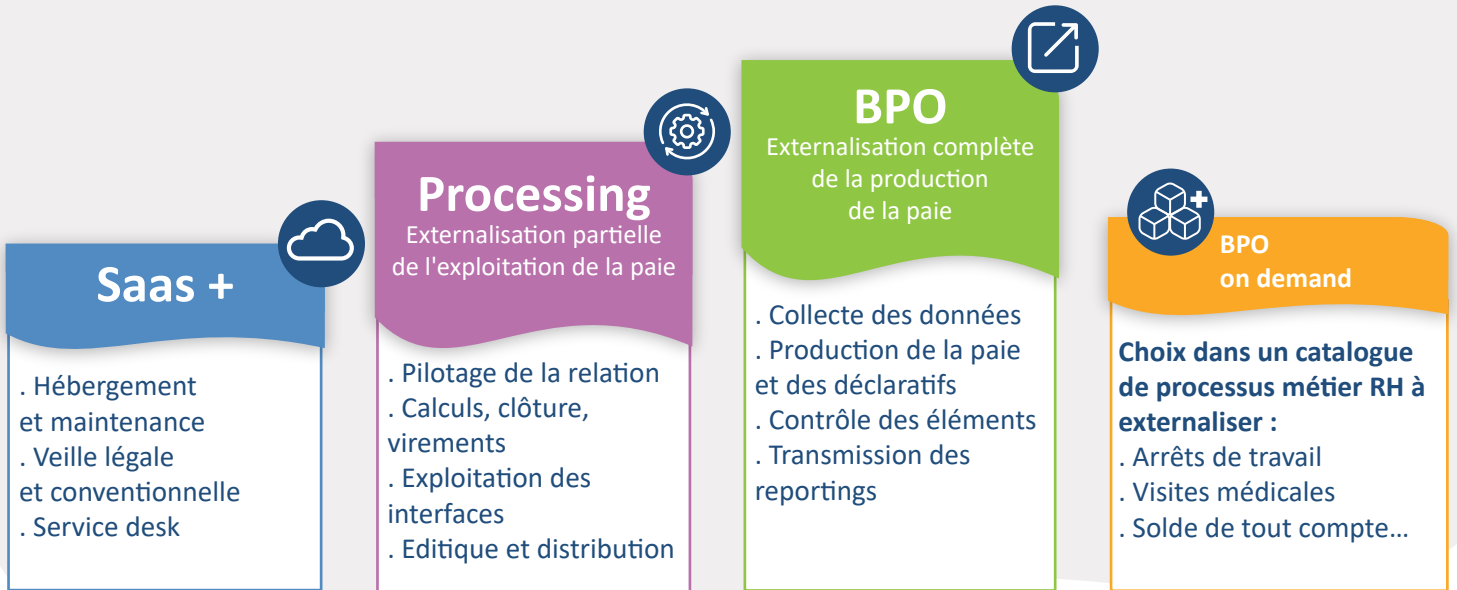 Saas +
. Hébergement
et maintenance
. Veille légale
et conventionnelle
. Service desk
Processing
Externalisation partielle
de l'exploitation de la paie
. Pilotage de la relation
. Calculs, clôture,
virements
. Exploitation des
interfaces
. Editique et distribution
BPO
Externalisation complète
de la production
de la paie
. Collecte des données
. Production de la paie
et des déclaratifs
. Contrôle des éléments
. Transmission des
reportings
BPO
on demand
Choix dans un catalogue
de processus métier RH à
externaliser :
. Arrêts de travail
. Visites médicales
. Solde de tout compte…